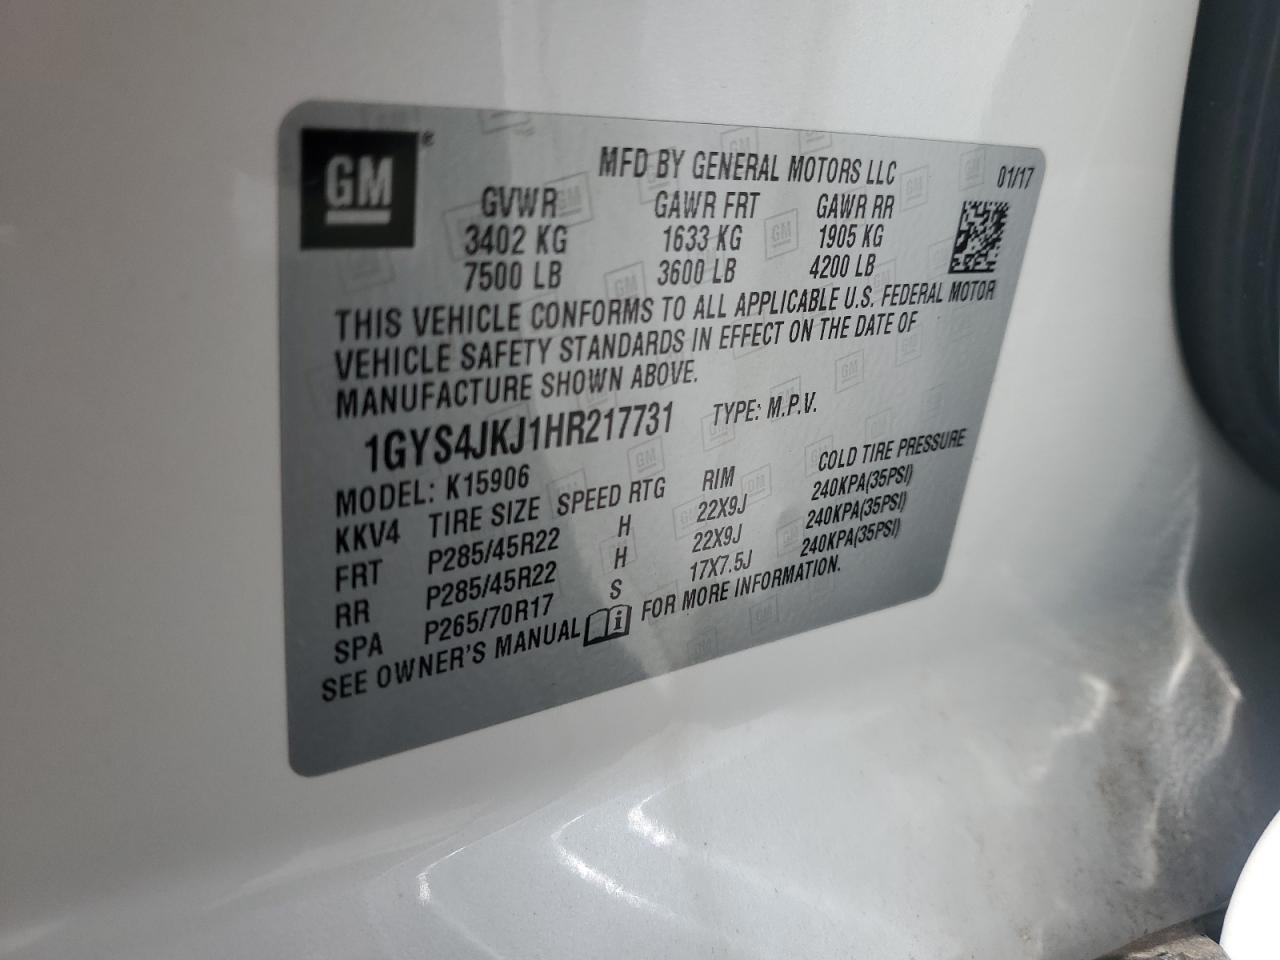 GM ®
MFD BY GENERAL MOTORS LLC 01/17
GVWR GAWR FRT GAWR RR
3402 KG 1633 KG 1905 KG
7500 LB 3600 LB 4200 LB
THIS VEHICLE CONFORMS TO ALL APPLICABLE U.S. FEDERAL MOTOR
VEHICLE SAFETY STANDARDS IN EFFECT ON THE DATE OF
MANUFACTURE SHOWN ABOVE.
1GYS4JKJ1HR217731 TYPE: M.P.V.
MODEL: K15906
KKV4 TIRE SIZE SPEED RTG RIM COLD TIRE PRESSURE
FRT P285/45R22 H 22X9J 240KPA(35PSI)
RR P285/45R22 H 22X9J 240KPA(35PSI)
SPA P265/70R17 S 17X7.5J 240KPA(35PSI)
SEE OWNER'S MANUAL i FOR MORE INFORMATION.